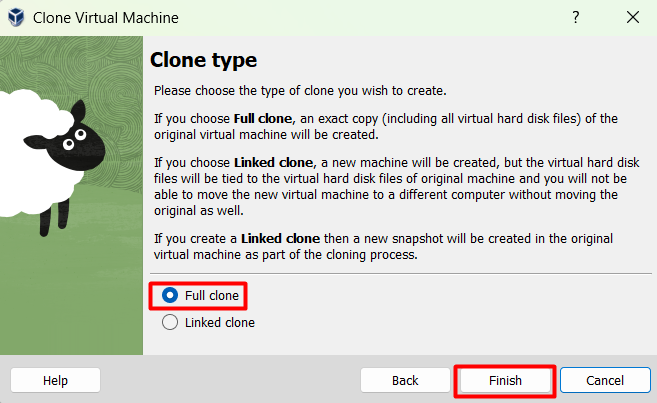 Clone Virtual Machine
?
Clone type
Please choose the type of clone you wish to create.
If you choose Full clone, an exact copy (including all virtual hard disk files) of the
original virtual machine will be created.
If you choose Linked clone, a new machine will be created, but the virtual hard disk
files will be tied to the virtual hard disk files of original machine and you will not be
able to move the new virtual machine to a different computer without moving the
original as well.
If you create a Linked clone then a new snapshot will be created in the original
virtual machine as part of the cloning process.
Full clone
Linked clone
Help
Back
Finish
Cancel